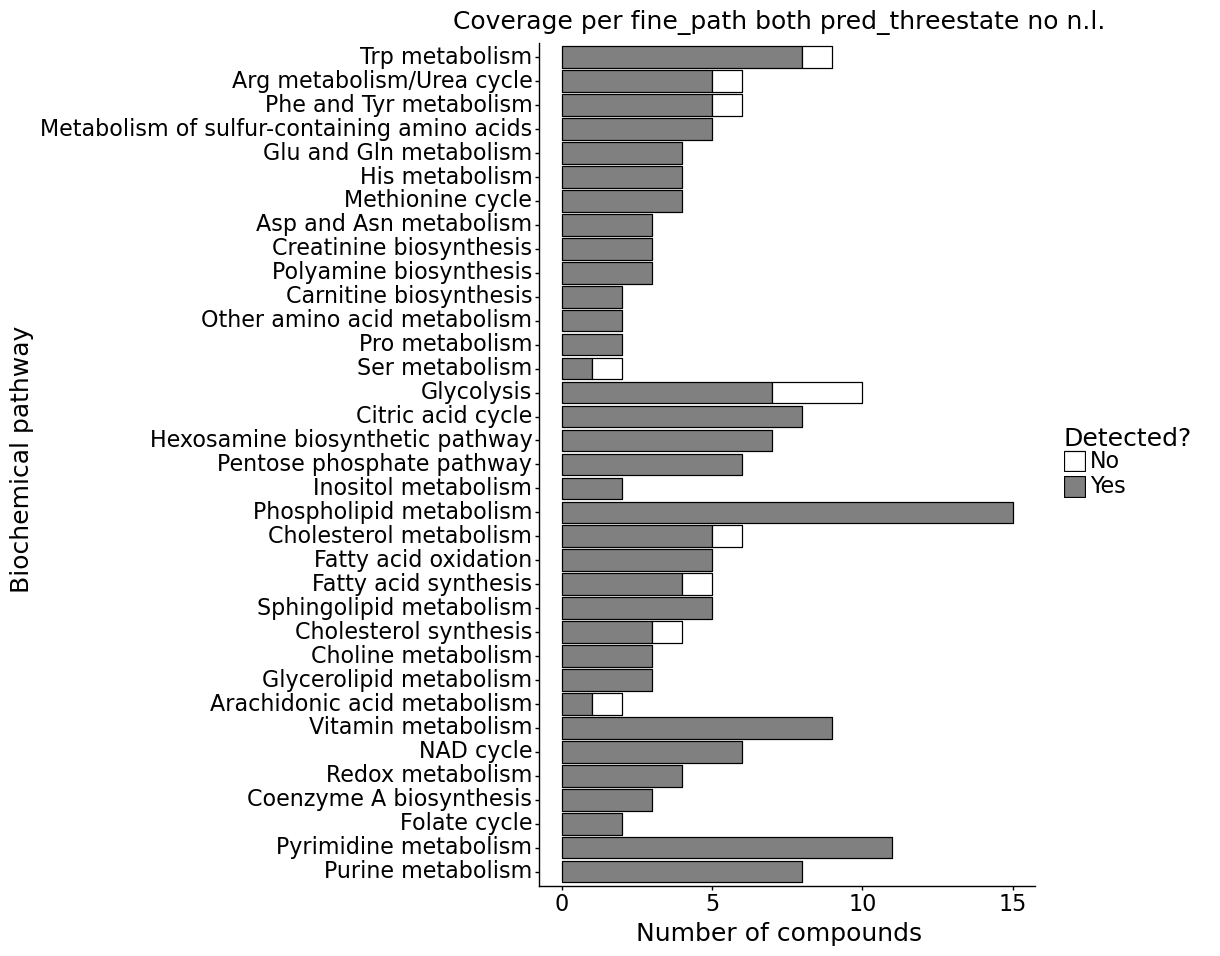 Coverage per fine_path both pred_threestate no n.l.
Biochemical pathway
Trp metabolism
Arg metabolism/Urea cycle
Phe and Tyr metabolism
Metabolism of sulfur-containing amino acids
Glu and Gln metabolism
His metabolism
Methionine cycle
Asp and Asn metabolism
Creatinine biosynthesis
Polyamine biosynthesis
Carnitine biosynthesis
Other amino acid metabolism
Pro metabolism
Ser metabolism
Glycolysis
Citric acid cycle
Hexosamine biosynthetic pathway
Pentose phosphate pathway
Inositol metabolism
Phospholipid metabolism
Cholesterol metabolism
Fatty acid oxidation
Fatty acid synthesis
Sphingolipid metabolism
Cholesterol synthesis
Choline metabolism
Glycerolipid metabolism
Arachidonic acid metabolism
Vitamin metabolism
NAD cycle
Redox metabolism
Coenzyme A biosynthesis
Folate cycle
Pyrimidine metabolism
Purine metabolism
0 5 10 15
Number of compounds
Detected?
No
Yes